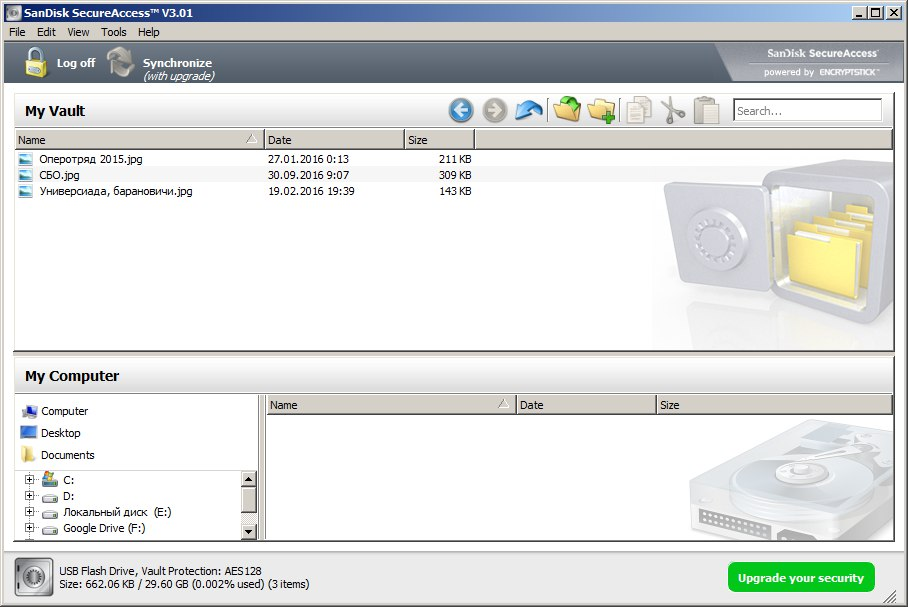 SanDisk SecureAccess™ V3.01
File Edit View Tools Help
Log off
Synchronize
(with upgrade)
SanDisk SecureAccess™
powered by ENCRYPTSTICK™
My Vault
Search...
Name Date Size
Оперотряд 2015.jpg 27.01.2016 0:13 211 KB
СБО.jpg 30.09.2016 9:07 309 KB
Универсиада, барановичи.jpg 19.02.2016 19:39 143 KB
My Computer
Computer
Desktop
Documents
C:
D:
Локальный диск (E:)
Google Drive (F:)
Name Date Size
USB Flash Drive, Vault Protection: AES128
Size: 662.06 KB / 29.60 GB (0.002% used) (3 items)
Upgrade your security